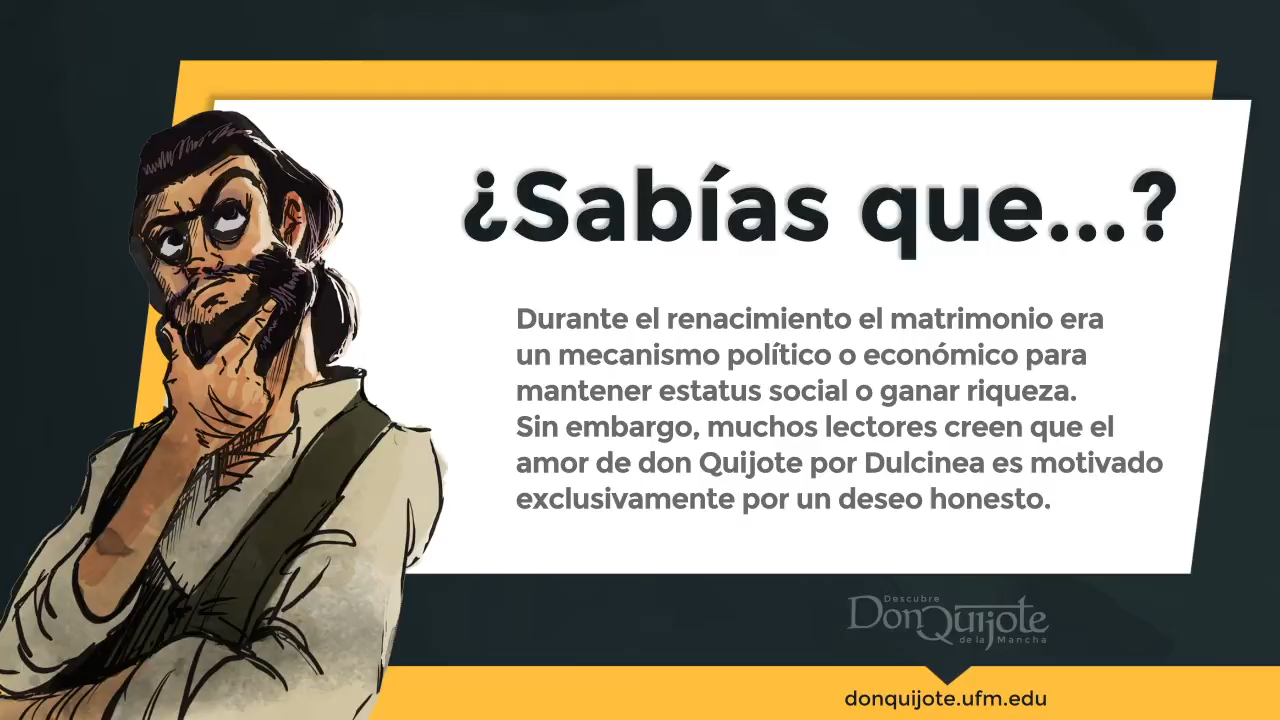 ¿Sabías que...?
Durante el renacimiento el matrimonio era
un mecanismo político o económico para
mantener estatus social o ganar riqueza.
Sin embargo, muchos lectores creen que el
amor de don Quijote por Dulcinea es motivado
exclusivamente por un deseo honesto.
Descubre
Don Quijote
de la Mancha
donquijote.ufm.edu